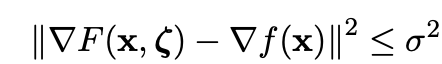 ‖∇F(𝐱, 𝛇) − ∇f(𝐱)‖² ≤ σ²